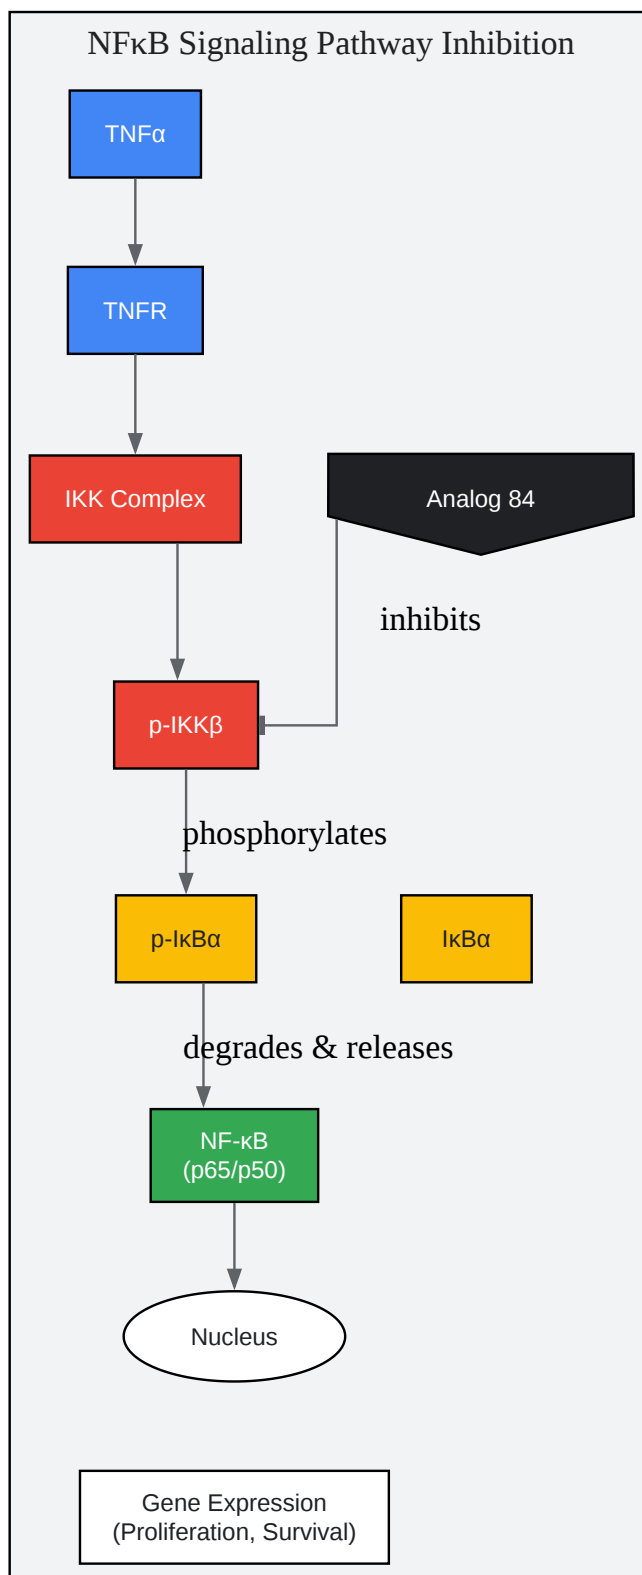 NFκB Signaling Pathway Inhibition
TNFα
TNFR
IKK Complex
Analog 84
inhibits
p-IKKβ
phosphorylates
p-IκBα
IκBα
degrades & releases
NF-κB
(p65/p50)
Nucleus
Gene Expression
(Proliferation, Survival)